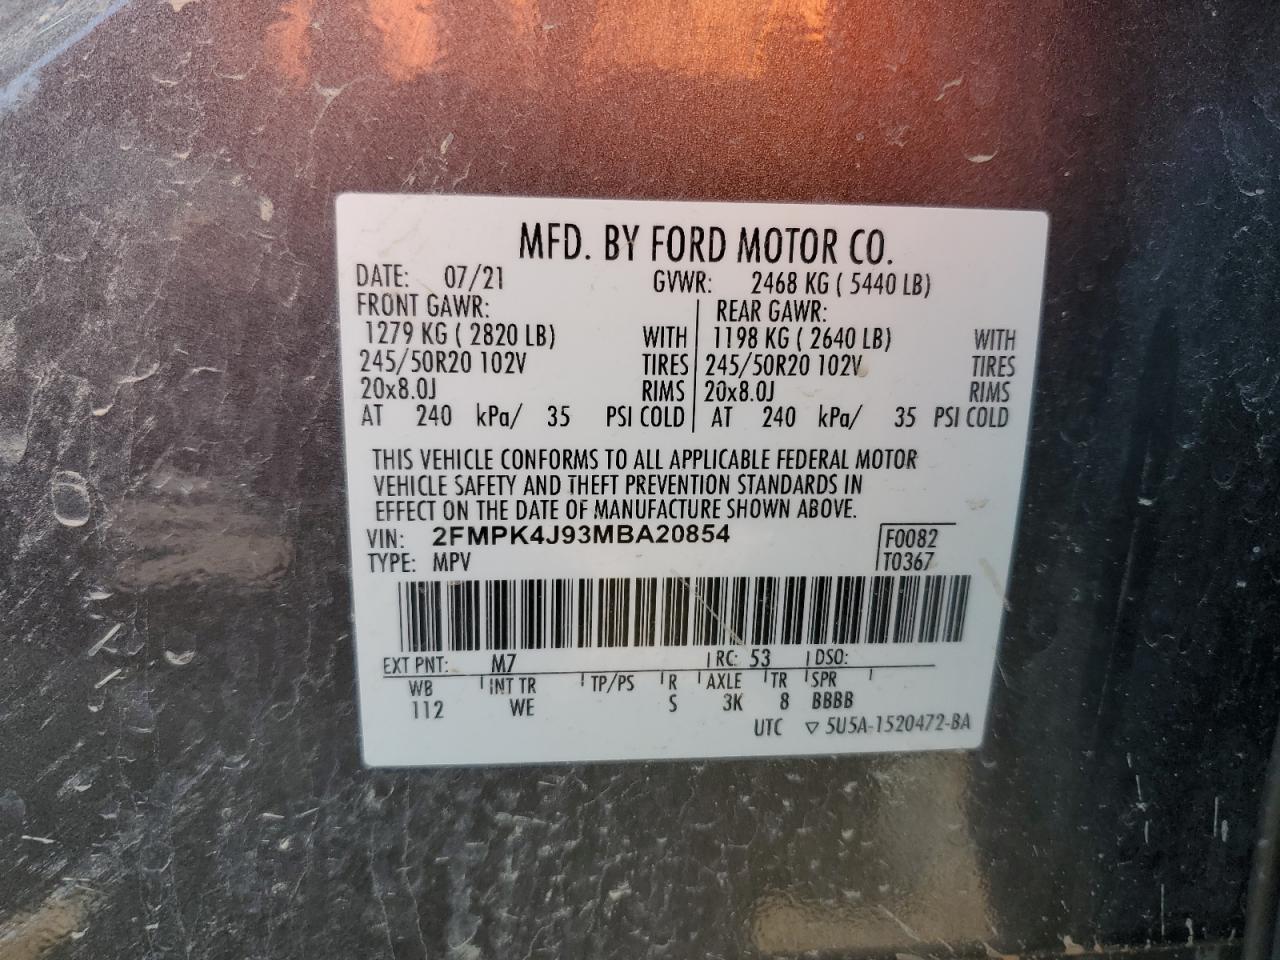 MFD. BY FORD MOTOR CO.
DATE: 07/21 GVWR: 2468 KG ( 5440 LB)
FRONT GAWR: REAR GAWR:
1279 KG ( 2820 LB) WITH 1198 KG ( 2640 LB) WITH
245/50R20 102V TIRES 245/50R20 102V TIRES
20x8.0J RIMS 20x8.0J RIMS
AT 240 kPa/ 35 PSI COLD AT 240 kPa/ 35 PSI COLD
THIS VEHICLE CONFORMS TO ALL APPLICABLE FEDERAL MOTOR
VEHICLE SAFETY AND THEFT PREVENTION STANDARDS IN
EFFECT ON THE DATE OF MANUFACTURE SHOWN ABOVE.
VIN: 2FMPK4J93MBA20854 F0082
TYPE: MPV T0367
EXT PNT: M7 RC: 53 DSO:
WB INT TR TP/PS R AXLE TR SPR
112 WE S 3K 8 BBBB
UTC ▽ 5U5A-1520472-BA